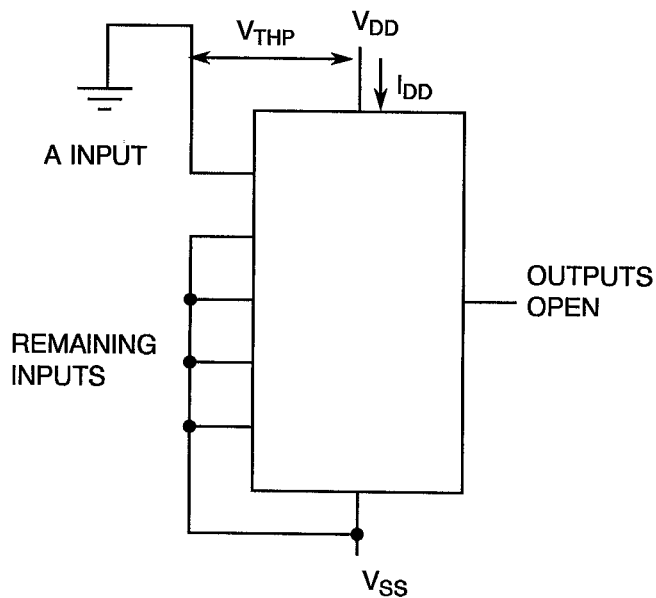 V_THP
V_DD
I_DD
A INPUT
OUTPUTS
OPEN
REMAINING
INPUTS
V_SS